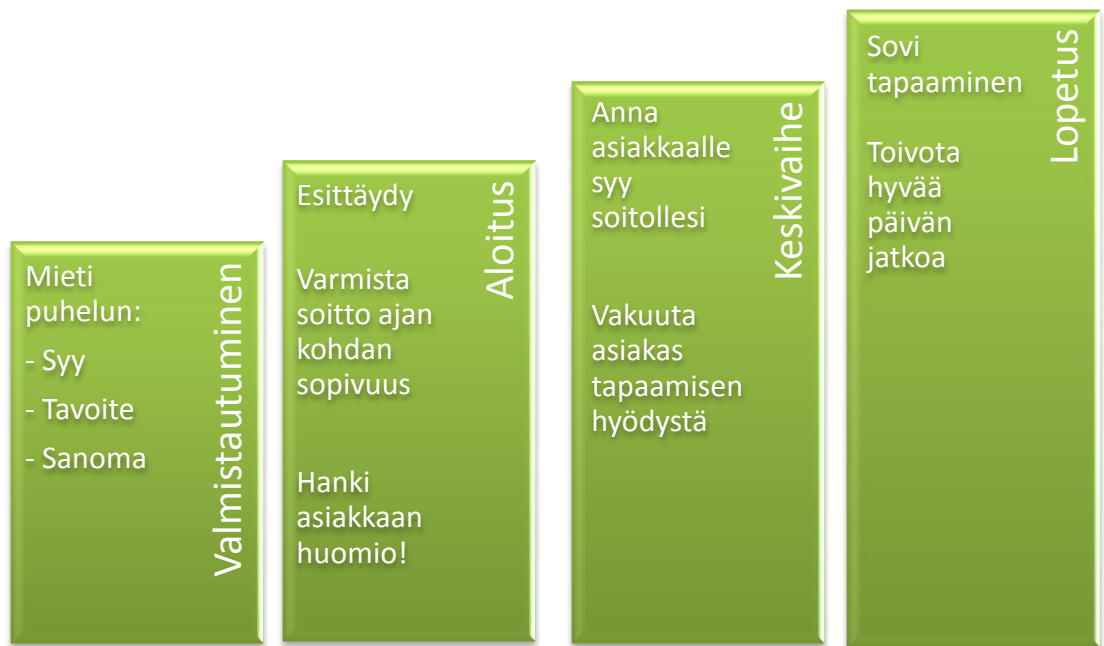 Mieti
puhelun:
- Syy
- Tavoite
- Sanoma
Valmistautuminen
Esittäydy
Varmista
soitto ajan
kohdan
sopivuus
Hanki
asiakkaan
huomio!
Aloitus
Anna
asiakkaalle
syy
soitollesi
Vakuuta
asiakas
tapaamisen
hyödystä
Keskivaihe
Sovi
tapaaminen
Toivota
hyvää
päivän
jatkoa
Lopetus